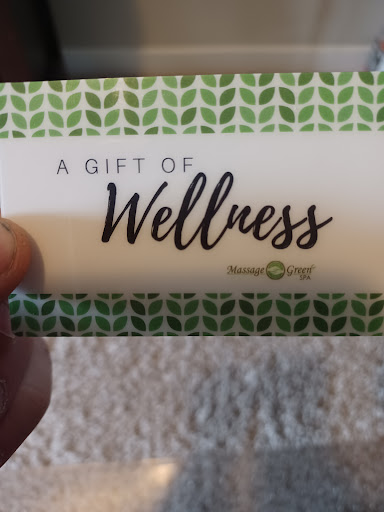 A GIFT OF
Wellness
Massage Green
SPA